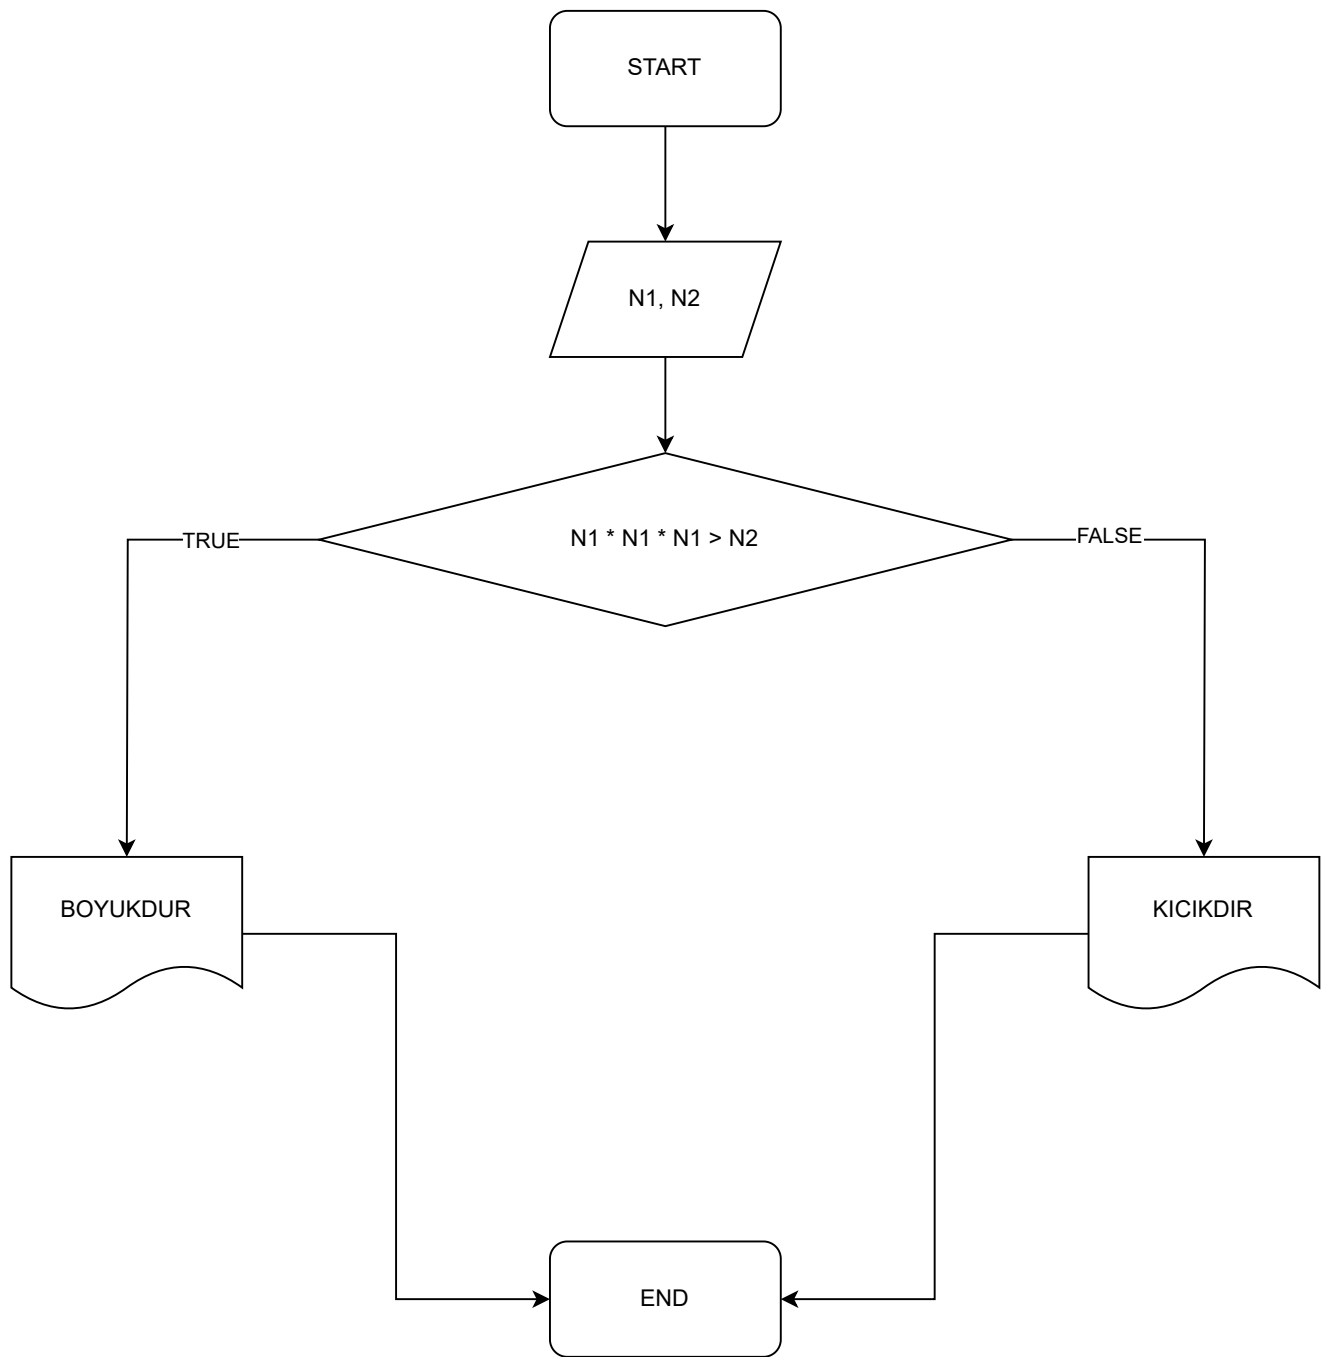 START
N1, N2
N1 * N1 * N1 > N2
TRUE
FALSE
BOYUKDUR
KICIKDIR
END